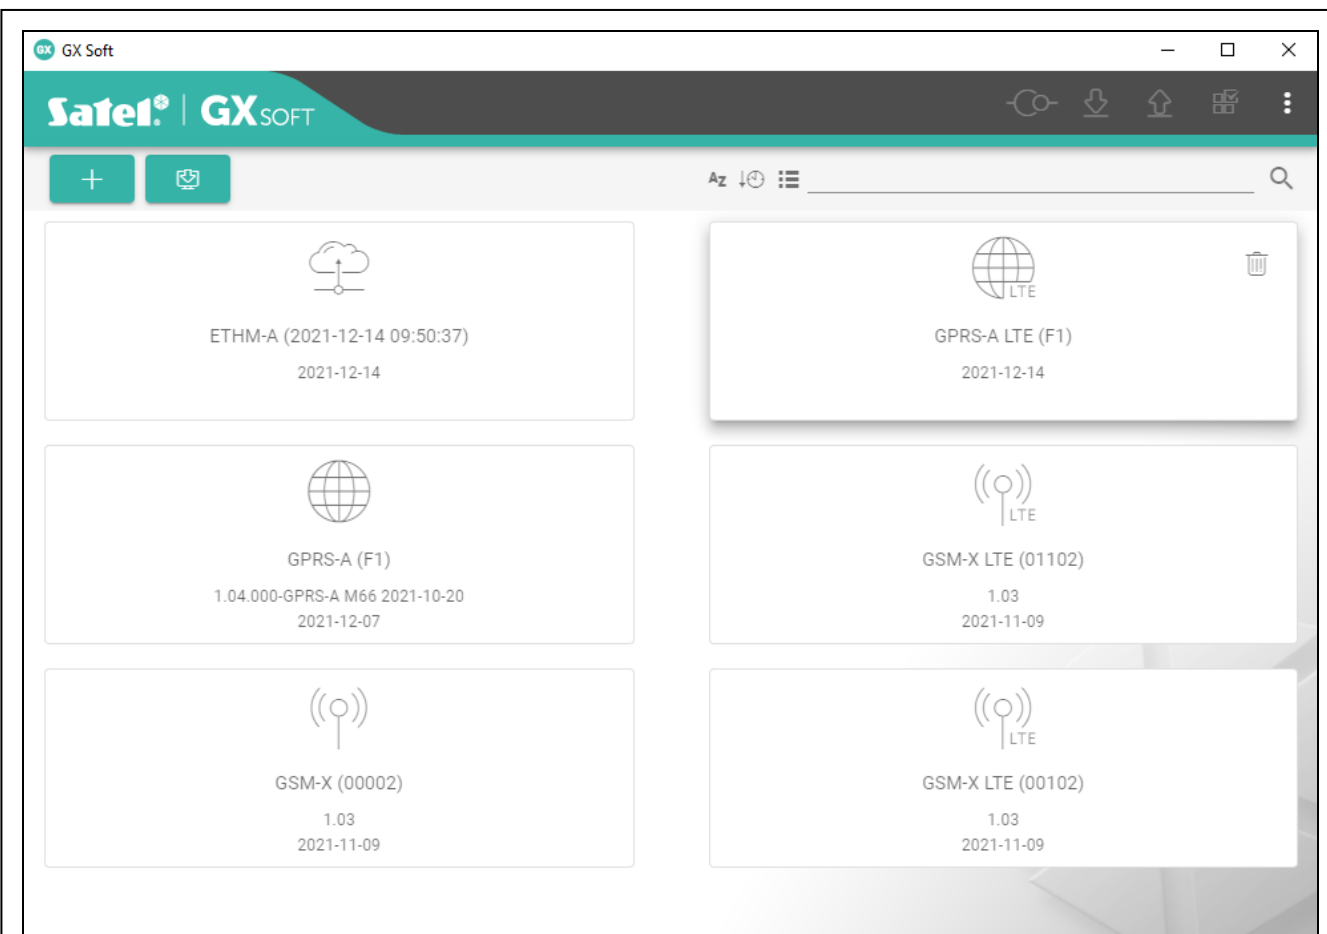 GX GX Soft
Satel.® | GX SOFT
AZ
ETHM-A (2021-12-14 09:50:37)
2021-12-14
LTE
GPRS-A LTE (F1)
2021-12-14
GPRS-A (F1)
1.04.000-GPRS-A M66 2021-10-20
2021-12-07
LTE
GSM-X LTE (01102)
1.03
2021-11-09
GSM-X (00002)
1.03
2021-11-09
LTE
GSM-X LTE (00102)
1.03
2021-11-09